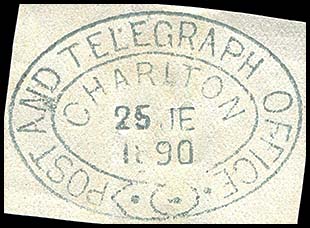 POST AND TELEGRAPH OFFICE
CHARLTON
25 JE
1890